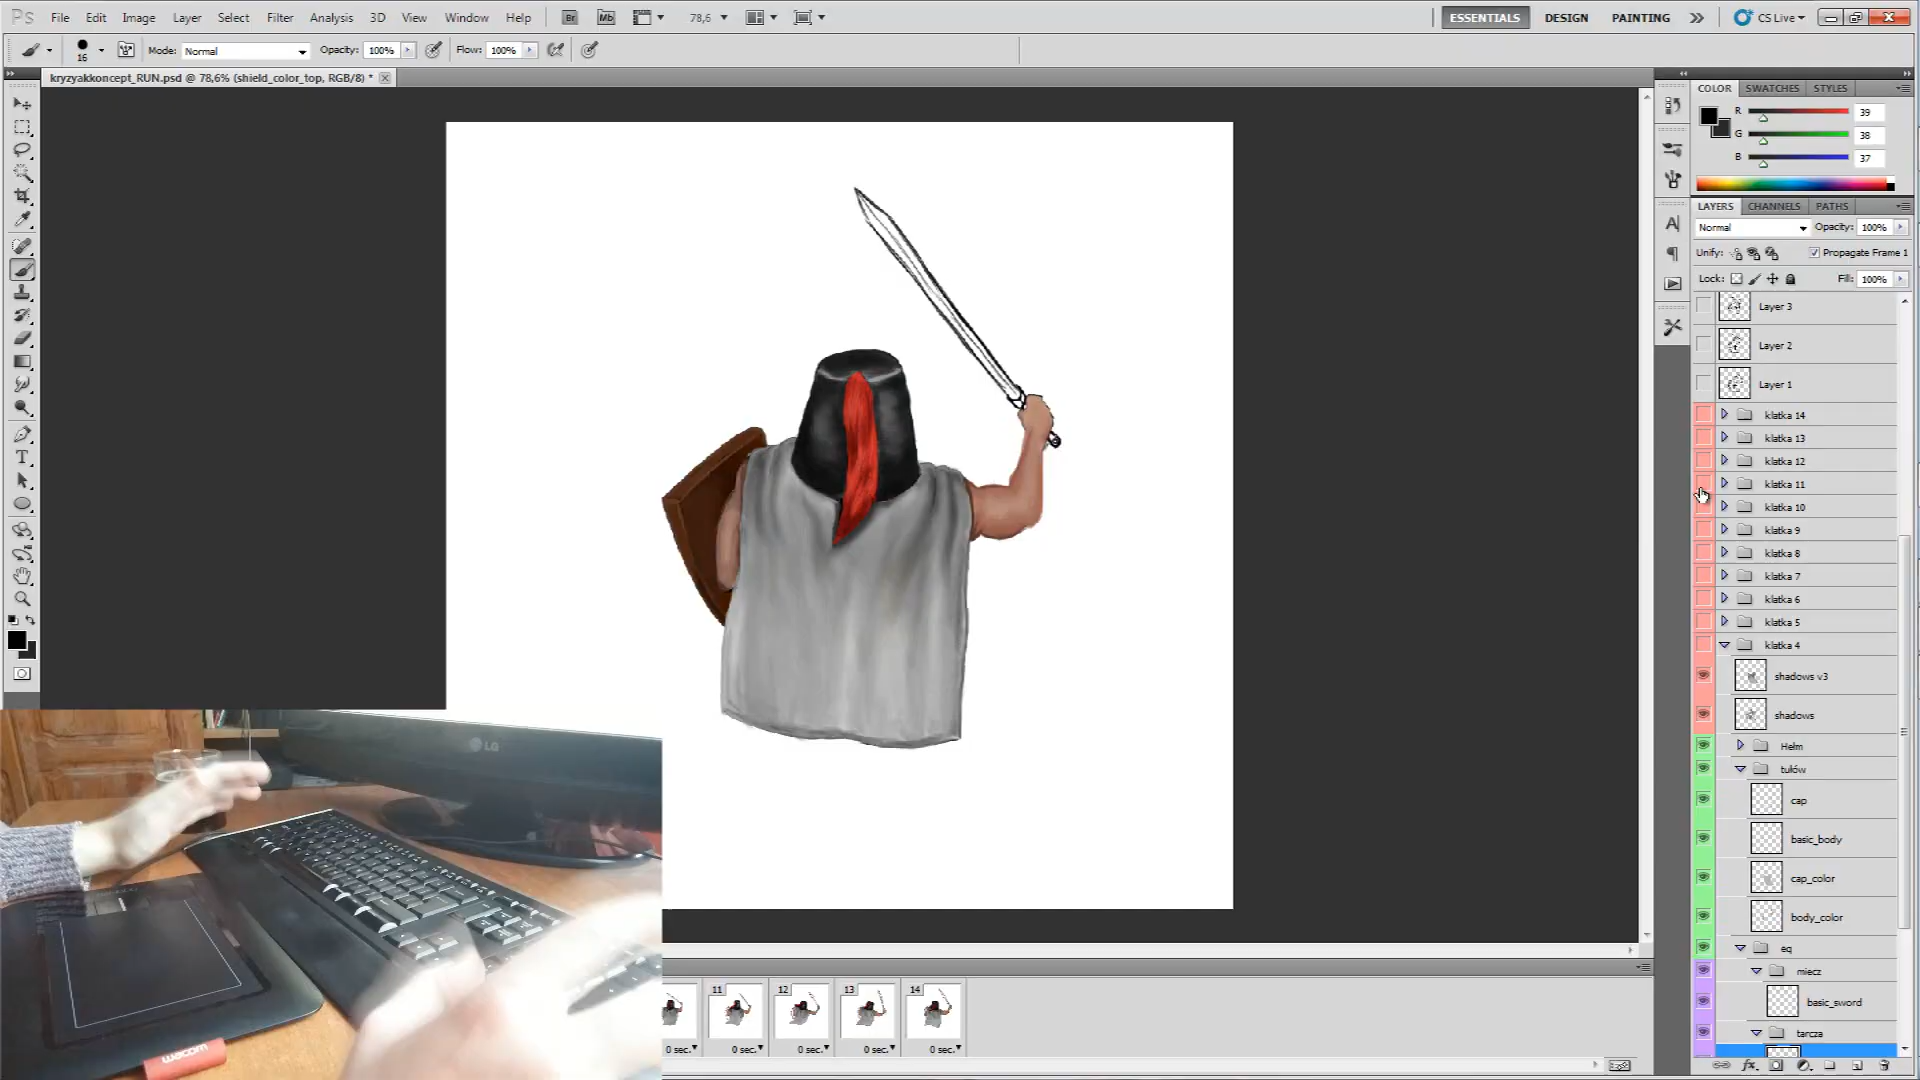 Ps File Edit Image Layer Select Filter Analysis 3D View Window Help Br Mb 78,6 ESSENTIALS DESIGN PAINTING CS Live
16 Mode: Normal Opacity: 100% Flow: 100%
kryzyakkoncept_RUN.psd @ 78,6% (shield_color_top, RGB/8) *
COLOR SWATCHES STYLES
R 39
G 38
B 37
LAYERS CHANNELS PATHS
Normal Opacity: 100%
Unify: Propagate Frame 1
Lock: Fill: 100%
Layer 3
Layer 2
Layer 1
klatka 14
klatka 13
klatka 12
klatka 11
klatka 10
klatka 9
klatka 8
klatka 7
klatka 6
klatka 5
klatka 4
shadows v3
shadows
Helm
tułów
cap
basic_body
cap_color
body_color
eq
miecz
basic_sword
tarcza
LG
wacom
11 12 13 14
0 sec. 0 sec. 0 sec. 0 sec. 0 sec.